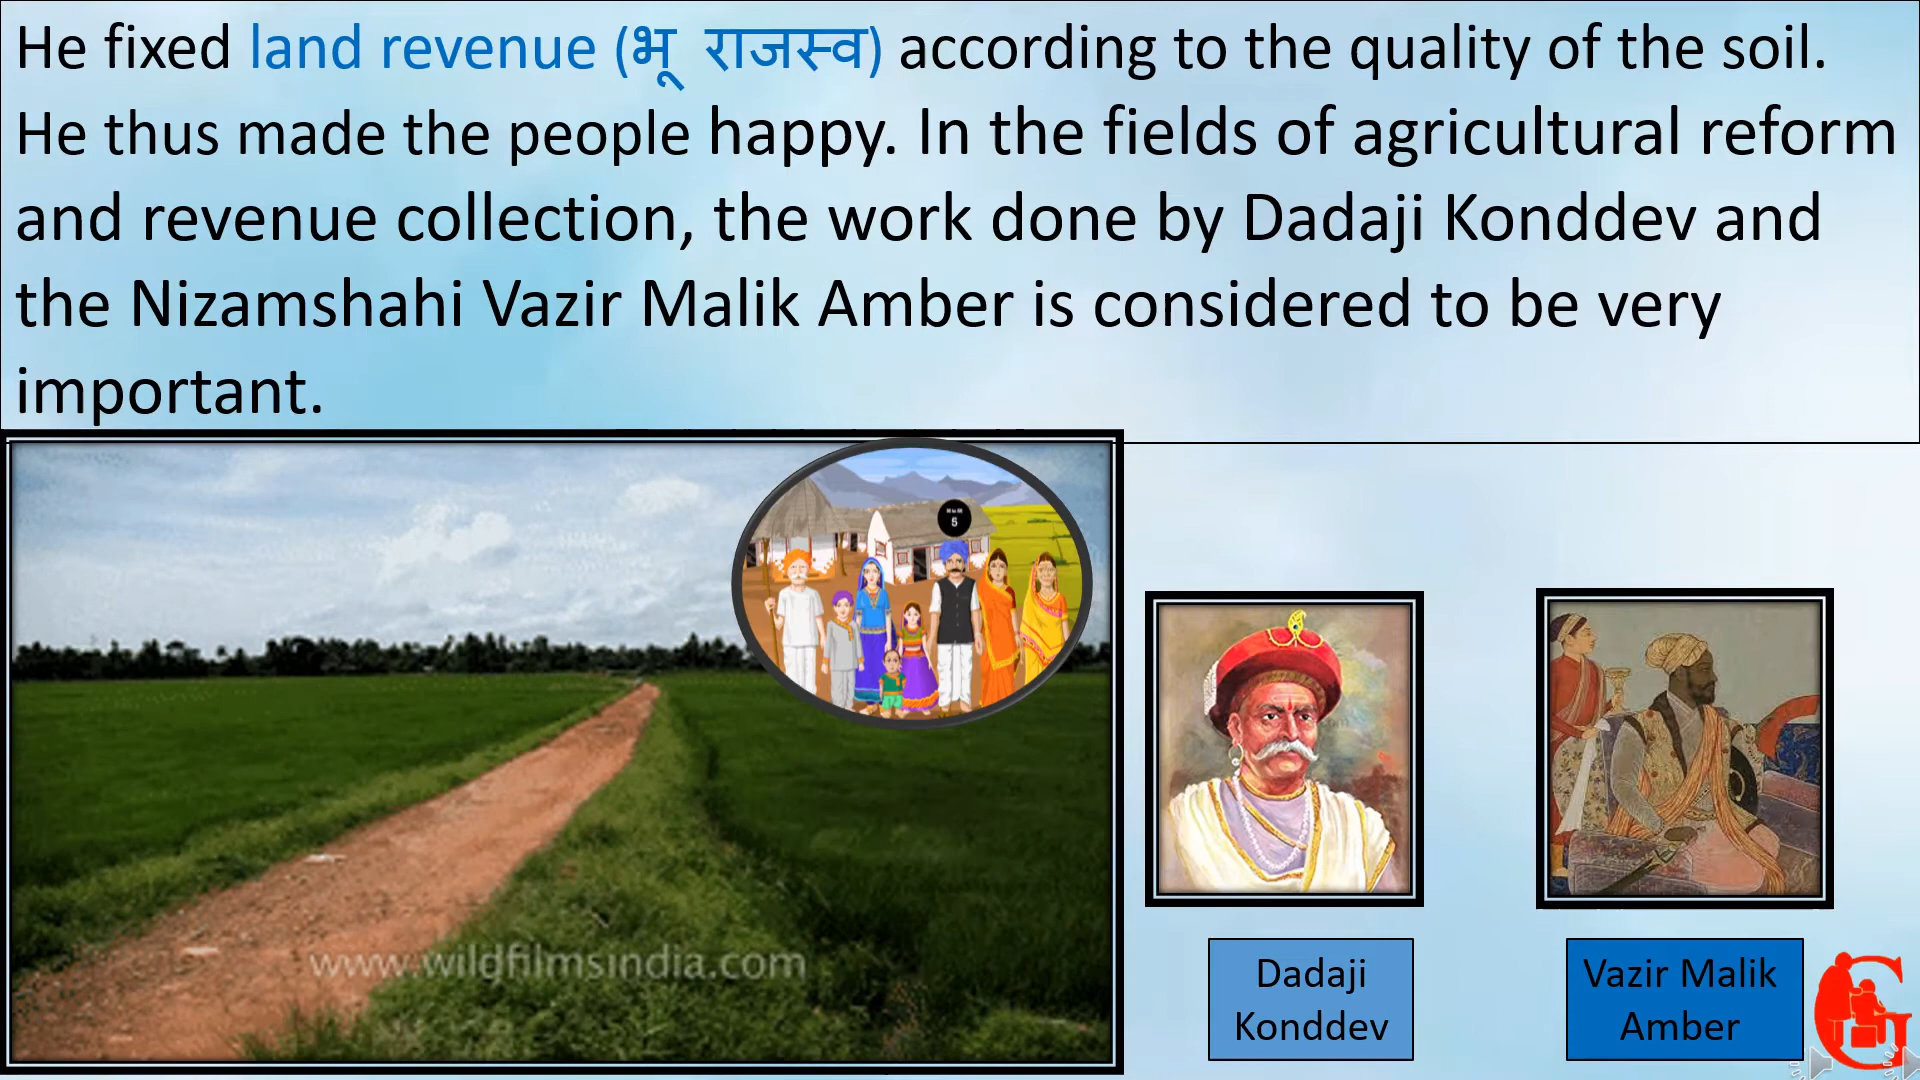 He fixed land revenue (भू राजस्व) according to the quality of the soil.
He thus made the people happy. In the fields of agricultural reform
and revenue collection, the work done by Dadaji Konddev and
the Nizamshahi Vazir Malik Amber is considered to be very
important.
5
www.wildfilmsindia.com
Dadaji
Konddev
Vazir Malik
Amber